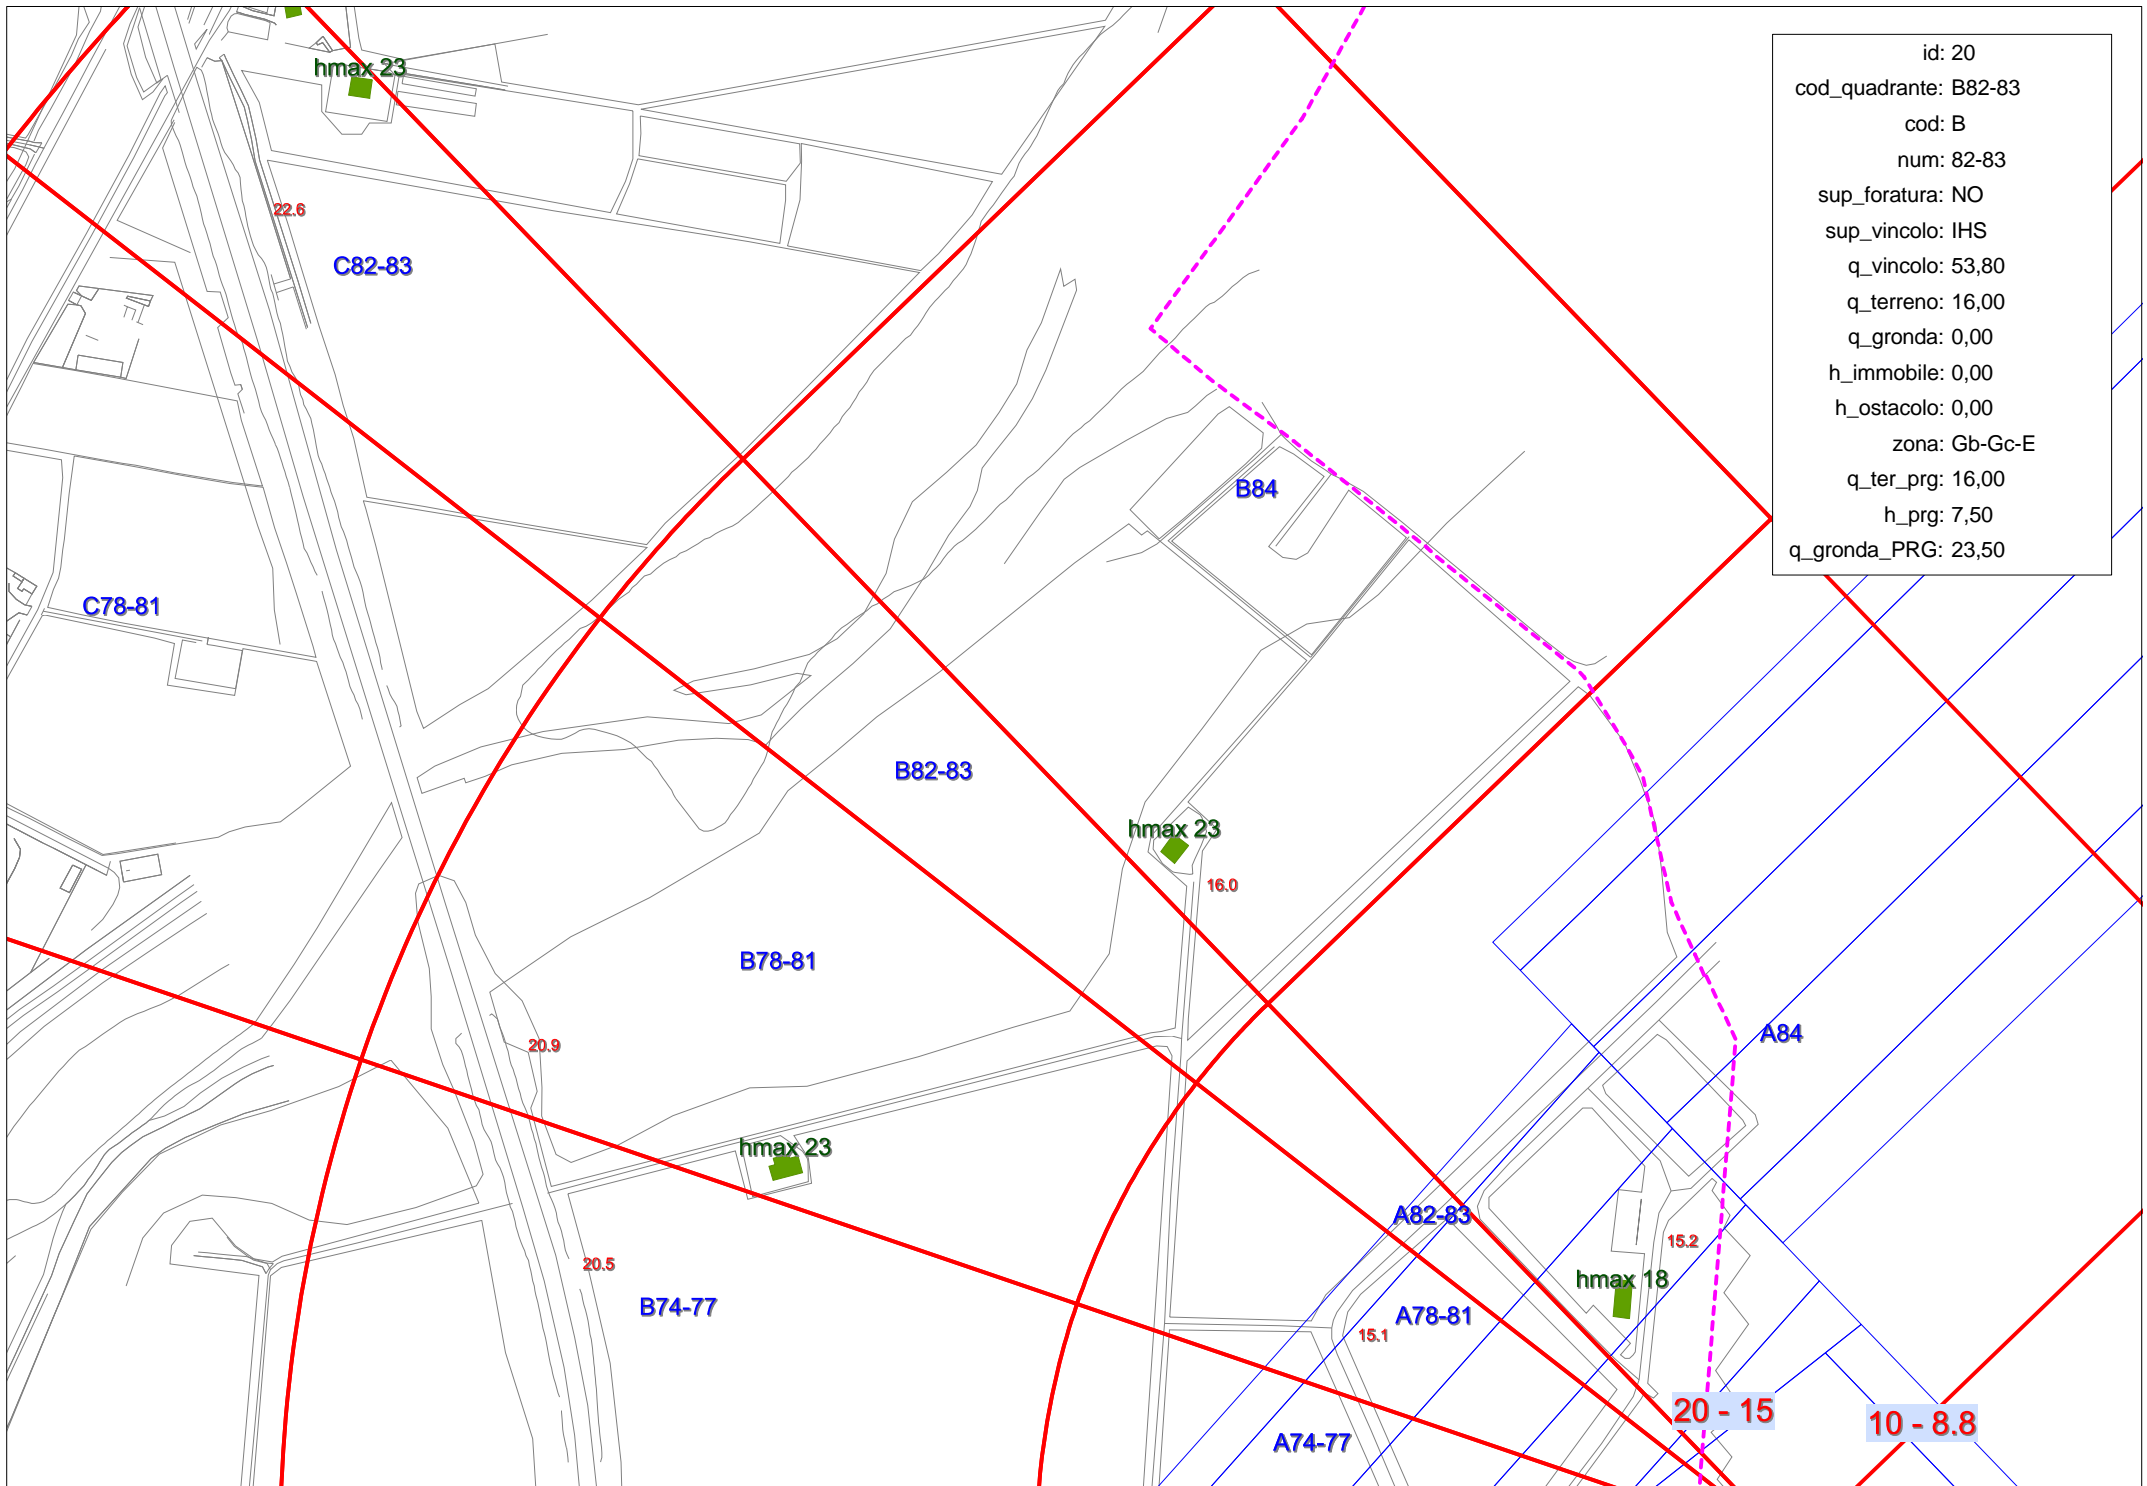 hmax 23
22.6
C82-83
C78-81
B84
B82-83
hmax 23
16.0
B78-81
20.9
hmax 23
20.5
B74-77
A84
A82-83
15.2
hmax 18
A78-81
15.1
A74-77
20 - 15
10 - 8.8
id: 20
cod_quadrante: B82-83
cod: B
num: 82-83
sup_foratura: NO
sup_vincolo: IHS
q_vincolo: 53,80
q_terreno: 16,00
q_gronda: 0,00
h_immobile: 0,00
h_ostacolo: 0,00
zona: Gb-Gc-E
q_ter_prg: 16,00
h_prg: 7,50
q_gronda_PRG: 23,50